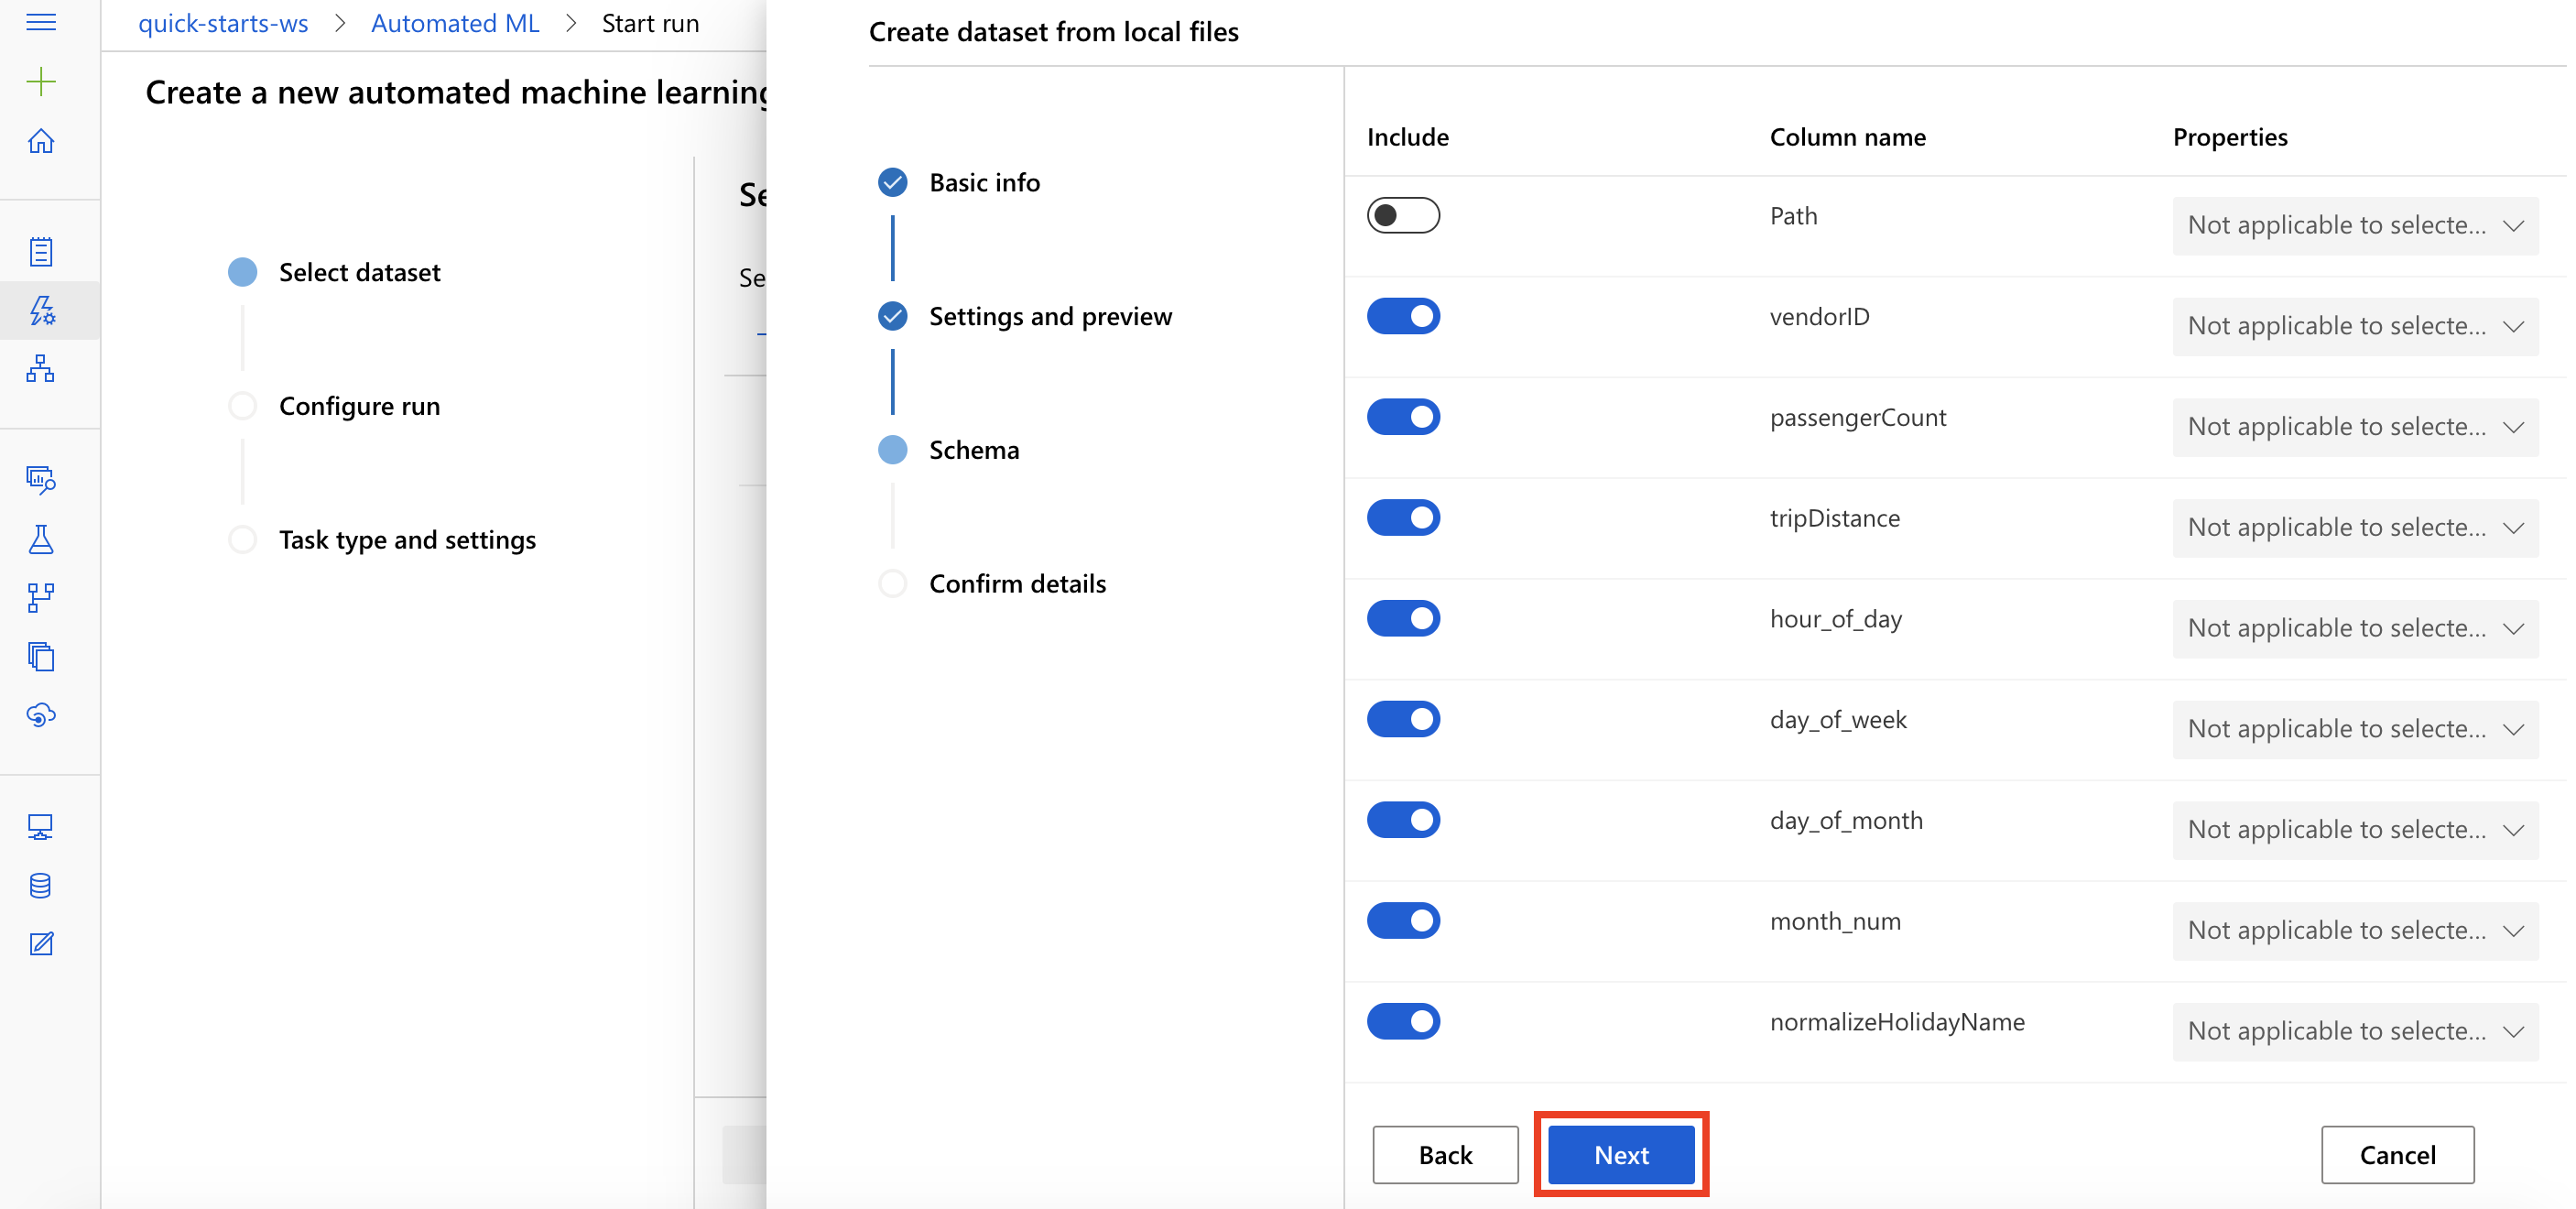 quick-starts-ws > Automated ML > Start run
Create a new automated machine learning
Select dataset
Configure run
Task type and settings
Se
Se
Create dataset from local files
Basic info
Settings and preview
Schema
Confirm details
Include Column name Properties
Path Not applicable to selecte...
vendorID Not applicable to selecte...
passengerCount Not applicable to selecte...
tripDistance Not applicable to selecte...
hour_of_day Not applicable to selecte...
day_of_week Not applicable to selecte...
day_of_month Not applicable to selecte...
month_num Not applicable to selecte...
normalizeHolidayName Not applicable to selecte...
Back Next Cancel